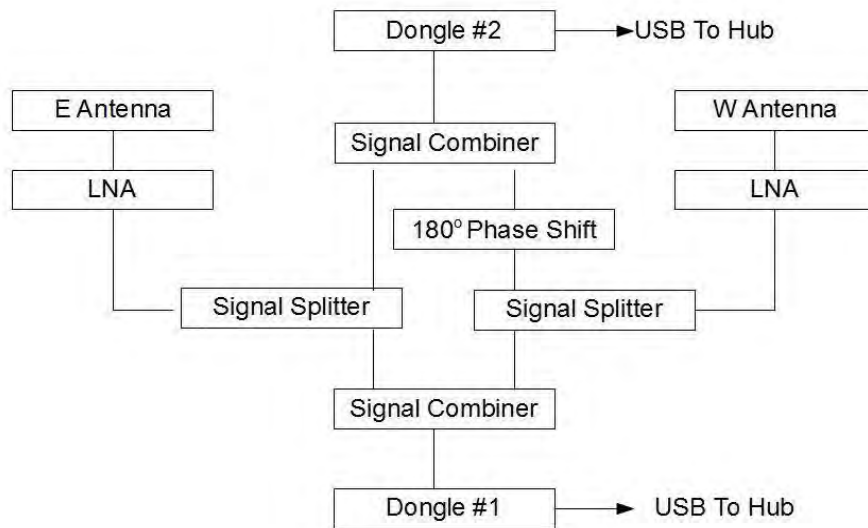 Dongle #2
USB To Hub
E Antenna
W Antenna
Signal Combiner
LNA
LNA
180° Phase Shift
Signal Splitter
Signal Splitter
Signal Combiner
Dongle #1
USB To Hub